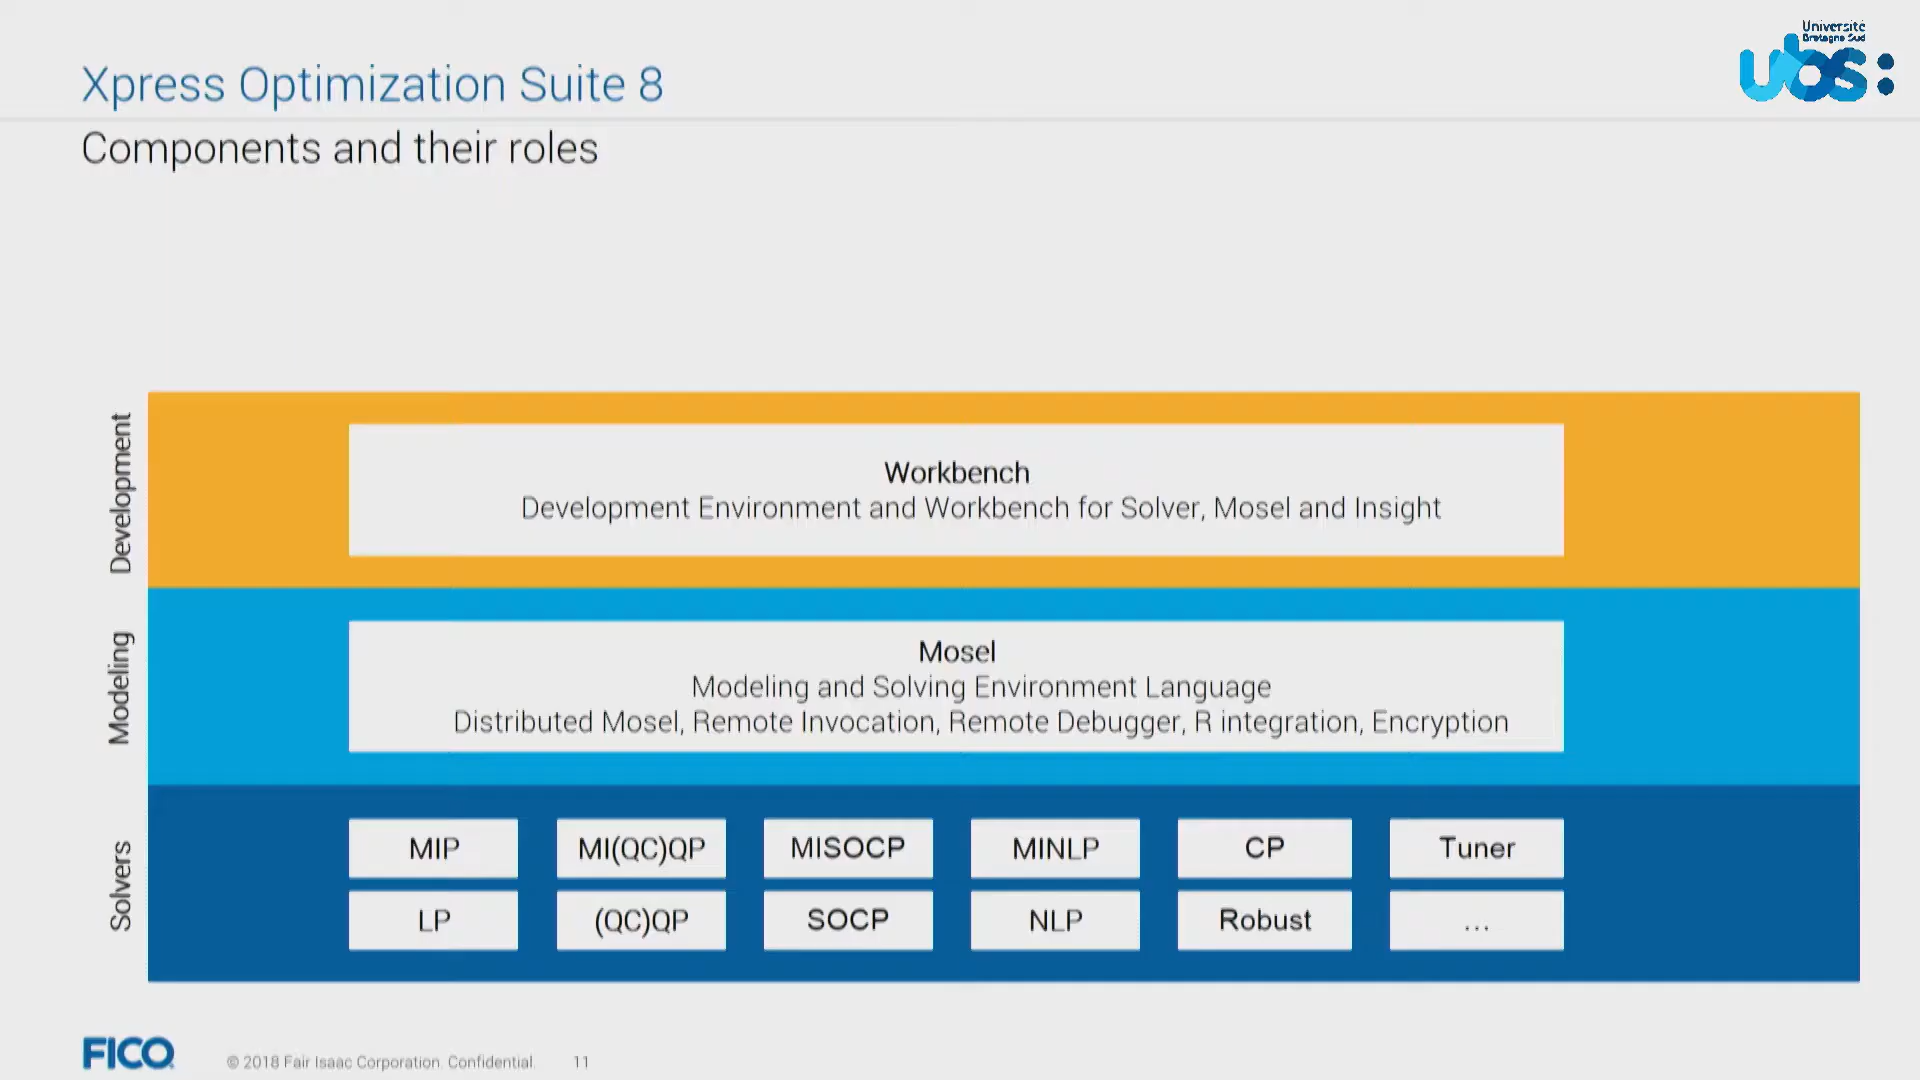 Université
Bretagne Sud
ubs:
Xpress Optimization Suite 8
Components and their roles
Development
Workbench
Development Environment and Workbench for Solver, Mosel and Insight
Modeling
Mosel
Modeling and Solving Environment Language
Distributed Mosel, Remote Invocation, Remote Debugger, R integration, Encryption
Solvers
MIP MI(QC)QP MISOCP MINLP CP Tuner
LP (QC)QP SOCP NLP Robust ...
FICO © 2018 Fair Isaac Corporation. Confidential. 11